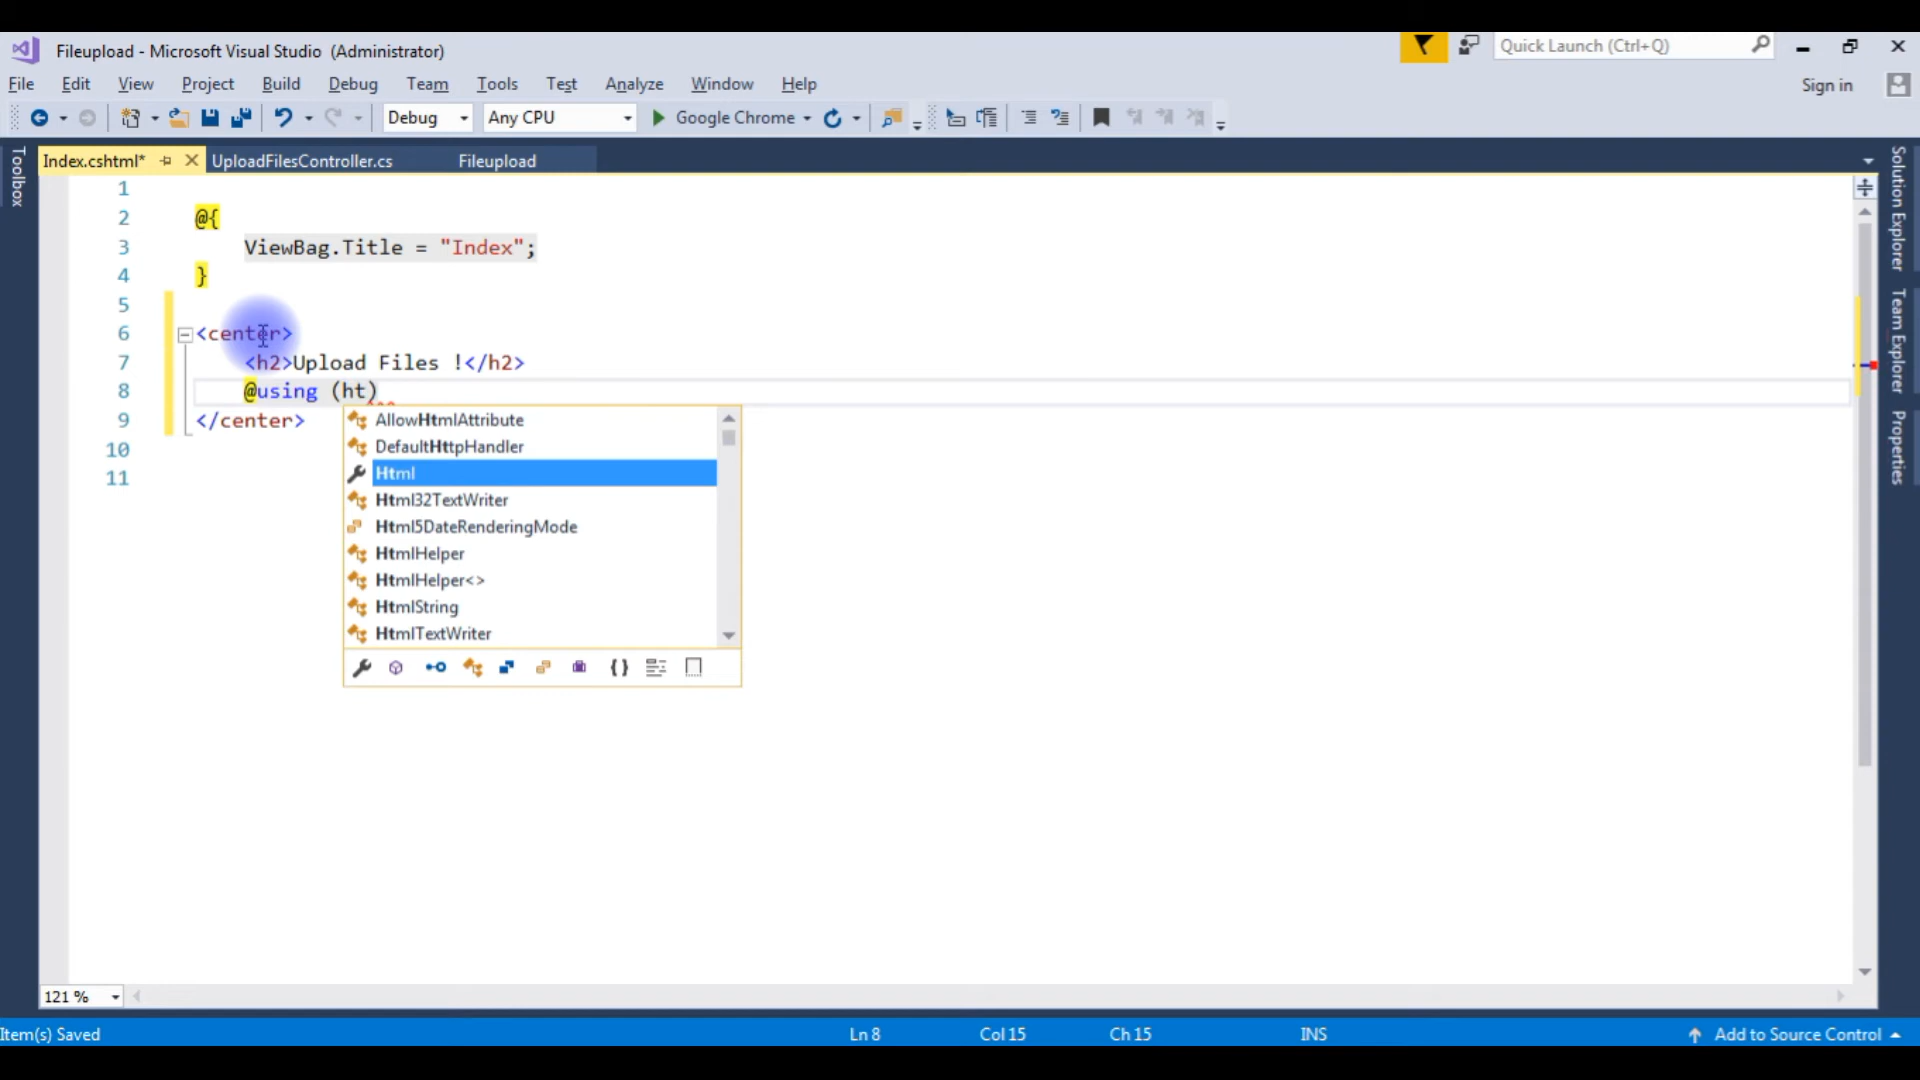 Fileupload - Microsoft Visual Studio (Administrator)
Quick Launch (Ctrl+Q)
File Edit View Project Build Debug Team Tools Test Analyze Window Help
Sign in
Debug Any CPU Google Chrome
Index.cshtml* UploadFilesController.cs Fileupload
Toolbox
Solution Explorer
Team Explorer
Properties
1
2 @{
3 ViewBag.Title = "Index";
4 }
5
6 <center>
7 <h2>Upload Files !</h2>
8 @using (ht)
9 </center>
10
11
AllowHtmlAttribute
DefaultHttpHandler
Html
Html32TextWriter
Html5DateRenderingMode
HtmlHelper
HtmlHelper<>
HtmlString
HtmlTextWriter
121 %
Item(s) Saved Ln 8 Col 15 Ch 15 INS Add to Source Control